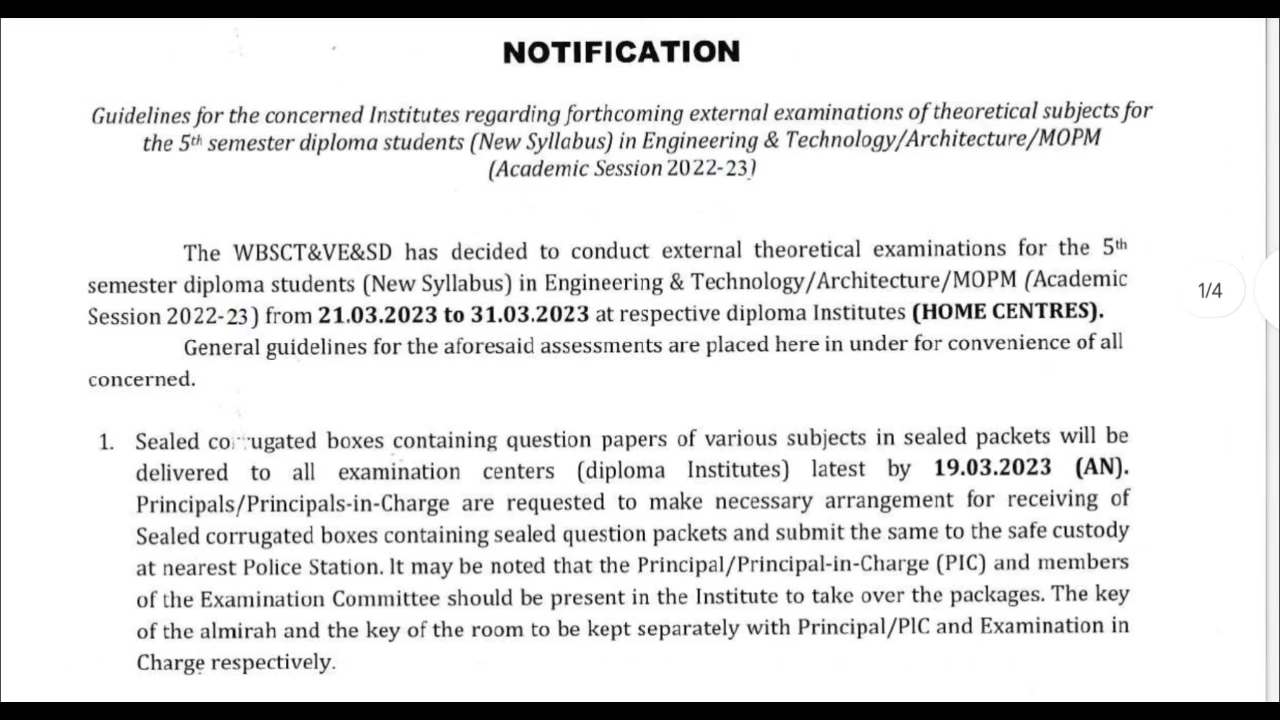 NOTIFICATION
Guidelines for the concerned Institutes regarding forthcoming external examinations of theoretical subjects for
the 5th semester diploma students (New Syllabus) in Engineering & Technology/Architecture/MOPM
(Academic Session 2022-23)
The WBSCT&VE&SD has decided to conduct external theoretical examinations for the 5th
semester diploma students (New Syllabus) in Engineering & Technology/Architecture/MOPM (Academic
Session 2022-23) from 21.03.2023 to 31.03.2023 at respective diploma Institutes (HOME CENTRES).
1/4
General guidelines for the aforesaid assessments are placed here in under for convenience of all
concerned.
1. Sealed corrugated boxes containing question papers of various subjects in sealed packets will be
delivered to all examination centers (diploma Institutes) latest by 19.03.2023 (AN).
Principals/Principals-in-Charge are requested to make necessary arrangement for receiving of
Sealed corrugated boxes containing sealed question packets and submit the same to the safe custody
at nearest Police Station. It may be noted that the Principal/Principal-in-Charge (PIC) and members
of the Examination Committee should be present in the Institute to take over the packages. The key
of the almirah and the key of the room to be kept separately with Principal/PIC and Examination in
Charge respectively.